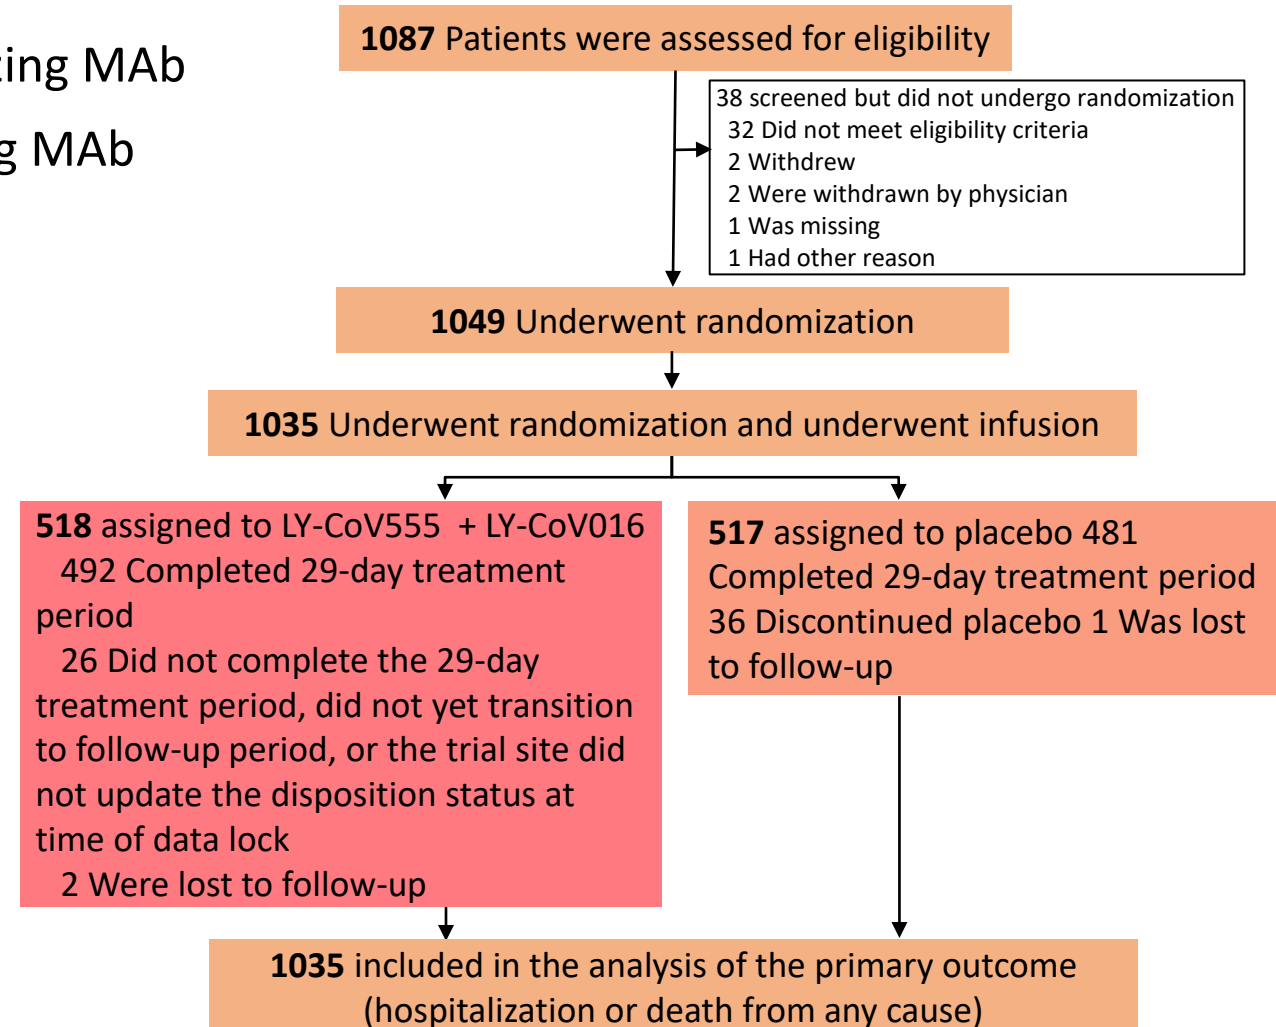 ting MAb
g MAb
1087 Patients were assessed for eligibility
38 screened but did not undergo randomization
32 Did not meet eligibility criteria
2 Withdrew
2 Were withdrawn by physician
1 Was missing
1 Had other reason
1049 Underwent randomization
1035 Underwent randomization and underwent infusion
518 assigned to LY-CoV555 + LY-CoV016
492 Completed 29-day treatment
period
26 Did not complete the 29-day
treatment period, did not yet transition
to follow-up period, or the trial site did
not update the disposition status at
time of data lock
2 Were lost to follow-up
517 assigned to placebo 481
Completed 29-day treatment period
36 Discontinued placebo 1 Was lost
to follow-up
1035 included in the analysis of the primary outcome
(hospitalization or death from any cause)